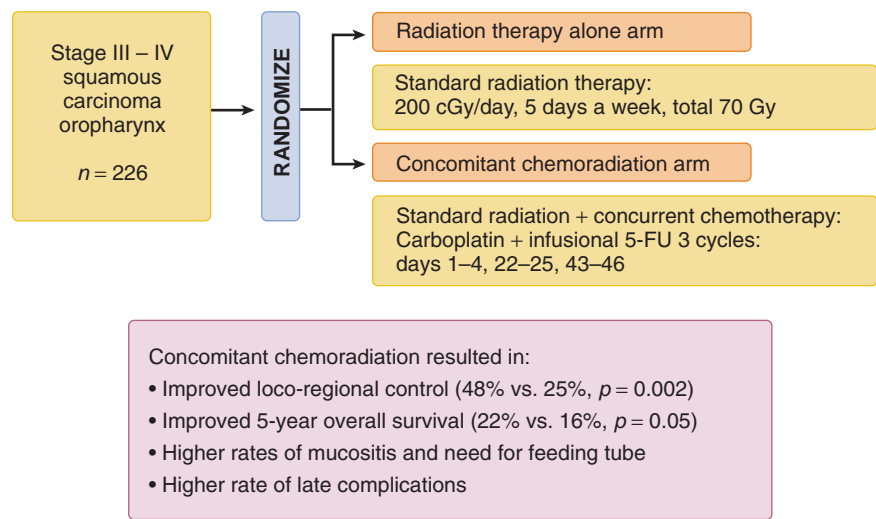 Stage III – IV
squamous
carcinoma
oropharynx
n = 226
RANDOMIZE
Radiation therapy alone arm
Standard radiation therapy:
200 cGy/day, 5 days a week, total 70 Gy
Concomitant chemoradiation arm
Standard radiation + concurrent chemotherapy:
Carboplatin + infusional 5-FU 3 cycles:
days 1–4, 22–25, 43–46
Concomitant chemoradiation resulted in:
• Improved loco-regional control (48% vs. 25%, p = 0.002)
• Improved 5-year overall survival (22% vs. 16%, p = 0.05)
• Higher rates of mucositis and need for feeding tube
• Higher rate of late complications